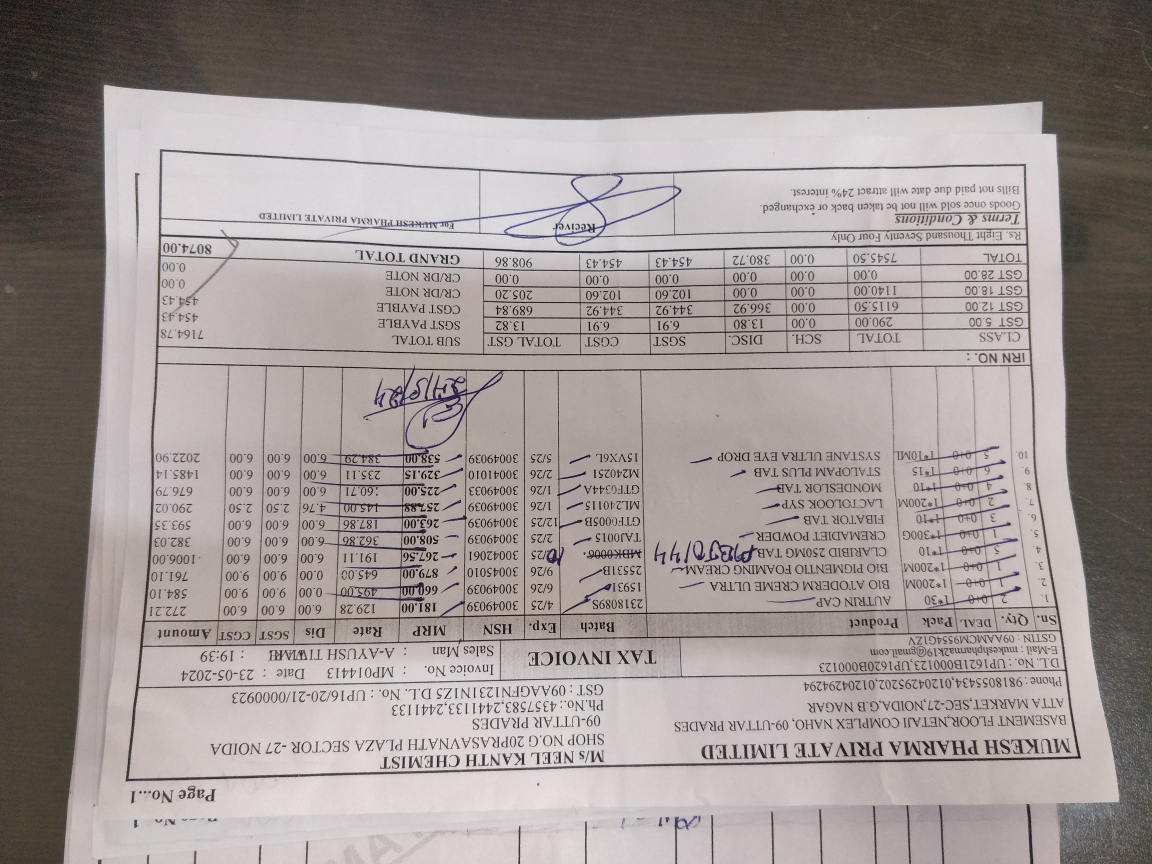 Page No...1
MUKESH PHARMA PRIVATE LIMITED
BASEMENT FLOOR,NETAJI COMPLEX NAHO, 09-UTTAR PRADES
ATTA MARKET,SEC-27,NOIDA,G.B NAGAR
Phone: 9818055434,01204295202,01204294294
D.L. No.: UP1621B000123,UP1620B000123
E-Mail : mukeshpharma2k19@gmail.com
GSTIN : 09AANCM9554G1ZV
M/s NEEL KANTH CHEMIST
SHOP NO.G 20PRASAVNATH PLAZA SECTOR -27 NOIDA
09-UTTAR PRADES
Ph.No.: 4357583,2441133,2441133
GST : 09AAGFN1231N1Z5 D.L. No. : UP16/20-21/0000923
TAX INVOICE
Invoice No. : MP014413 Date : 23-05-2024
Sales Man : A-AYUSH TIWARI : 19:39
Sn. Qty. DEAL Pack Product Batch Exp. HSN MRP Rate Dis SGST CGST Amount
1. 2 0+0 1*30 AUTRIN CAP 2318089S 4/25 30049039 181.00 129.28 6.00 6.00 6.00 272.21
2. 1 0+0 1*200M BIO ATODERM CREME ULTRA 15931 6/26 660.00 495.00 0.00 9.00 9.00 584.10
3. 1 0+0 1*200M BIO PIGMENTIO FOAMING CREAM 25537B 9/26 30045010 879.00 645.00 0.00 9.00 9.00 761.10
4. 5 0+0 1*10 CLARIBID 250MG TAB /25 30042061 267.56 191.11 6.00 6.00 6.00 1006.00
5. 1 0+0 1*300G CREMADIET POWDER TAI0015 2/25 30049039 508.00 362.86 6.00 6.00 6.00 382.03
6. 3 0+0 1*10 FIBATOR TAB GTFC0005B 12/25 30049039 263.00 187.86 6.00 6.00 6.00 593.35
7. 2 0+0 1*200M LACTOLOOK SYP ML240115 1/26 30049039 257.88 145.00 4.76 2.50 2.50 290.02
8. 4 0+0 1*10 MONDESLOR TAB GTF0344A 1/26 30049033 225.00 160.71 6.00 6.00 6.00 676.79
9. 6 0+0 1*15 STALOPAM PLUS TAB M240251 2/26 30041010 329.15 235.11 6.00 6.00 6.00 1485.14
10. 5 0+0 1*10ML SYSTANE ULTRA EYE DROP 15VX6L 5/25 30049039 538.00 384.29 6.00 6.00 6.00 2022.90
IRN NO. :
CLASS TOTAL SCH. DISC. SGST CGST TOTAL GST
GST 5.00 290.00 0.00 13.80 6.91 6.91 13.82
GST 12.00 6115.50 0.00 366.92 344.92 344.92 689.84
GST 18.00 1140.00 0.00 0.00 102.60 102.60 205.20
GST 28.00 0.00 0.00 0.00 0.00 0.00 0.00
TOTAL 7545.50 0.00 380.72 454.43 454.43 908.86
SUB TOTAL 7164.78
SGST PAYBLE 454.43
CGST PAYBLE 454.43
CR/DR NOTE 0.00
CR/DR NOTE 0.00
GRAND TOTAL 8074.00
Rs. Eight Thousand Seventy Four Only
Terms & Conditions
Goods once sold will not be taken back or exchanged.
Bills not paid due date will attract 24% interest.
Reciver
For MUKESH PHARMA PRIVATE LIMITED